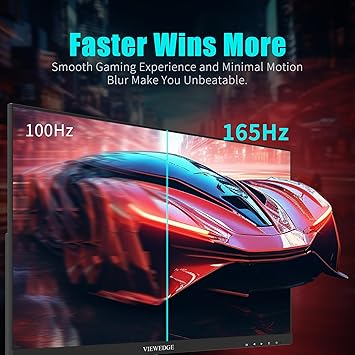 Faster Wins More
Smooth Gaming Experience and Minimal Motion
Blur Make You Unbeatable.
100Hz
165Hz
VIEWEDGE